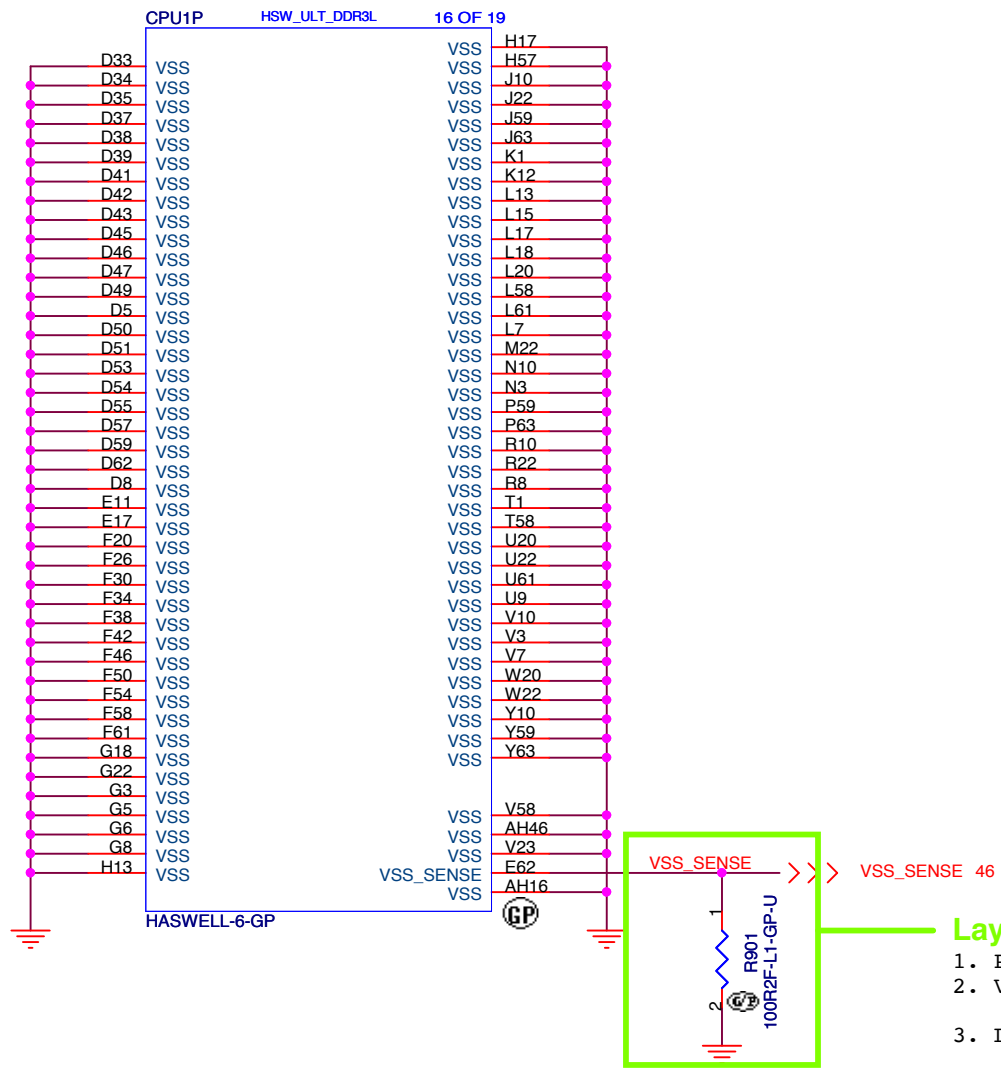 CPU1P HSW_ULT_DDR3L 16 OF 19
VSS H17
D33 VSS VSS H57
D34 VSS VSS J10
D35 VSS VSS J22
D37 VSS VSS J59
D38 VSS VSS J63
D39 VSS VSS K1
D41 VSS VSS K12
D42 VSS VSS L13
D43 VSS VSS L15
D45 VSS VSS L17
D46 VSS VSS L18
D47 VSS VSS L20
D49 VSS VSS L58
D5 VSS VSS L61
D50 VSS VSS L7
D51 VSS VSS M22
D53 VSS VSS N10
D54 VSS VSS N3
D55 VSS VSS P59
D57 VSS VSS P63
D59 VSS VSS R10
D62 VSS VSS R22
D8 VSS VSS R8
E11 VSS VSS T1
E17 VSS VSS T58
F20 VSS VSS U20
F26 VSS VSS U22
F30 VSS VSS U61
F34 VSS VSS U9
F38 VSS VSS V10
F42 VSS VSS V3
F46 VSS VSS V7
F50 VSS VSS W20
F54 VSS VSS W22
F58 VSS VSS Y10
F61 VSS VSS Y59
G18 VSS VSS Y63
G22 VSS
G3 VSS
G5 VSS VSS V58
G6 VSS VSS AH46
G8 VSS VSS V23
H13 VSS VSS_SENSE E62 VSS_SENSE VSS_SENSE 46
VSS AH16
HASWELL-6-GP GP
1
R901
100R2F-L1-GP-U
2
G/P
Lay
1.
2.
3.